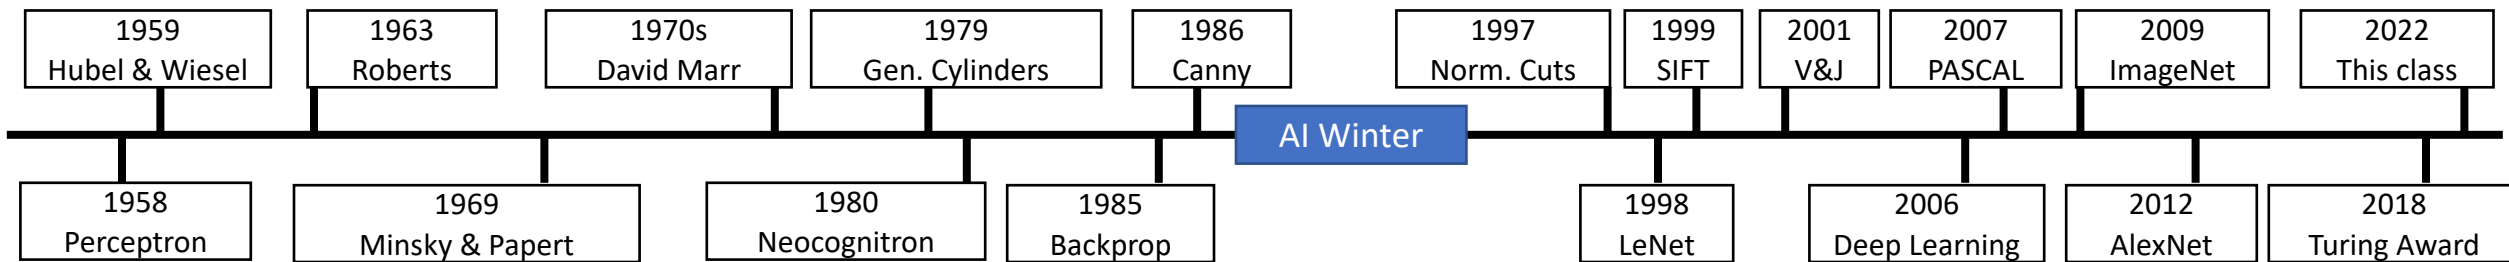 1959
Hubel & Wiesel
1963
Roberts
1970s
David Marr
1979
Gen. Cylinders
1986
Canny
1997
Norm. Cuts
1999
SIFT
2001
V&J
2007
PASCAL
2009
ImageNet
2022
This class
AI Winter
1958
Perceptron
1969
Minsky & Papert
1980
Neocognitron
1985
Backprop
1998
LeNet
2006
Deep Learning
2012
AlexNet
2018
Turing Award